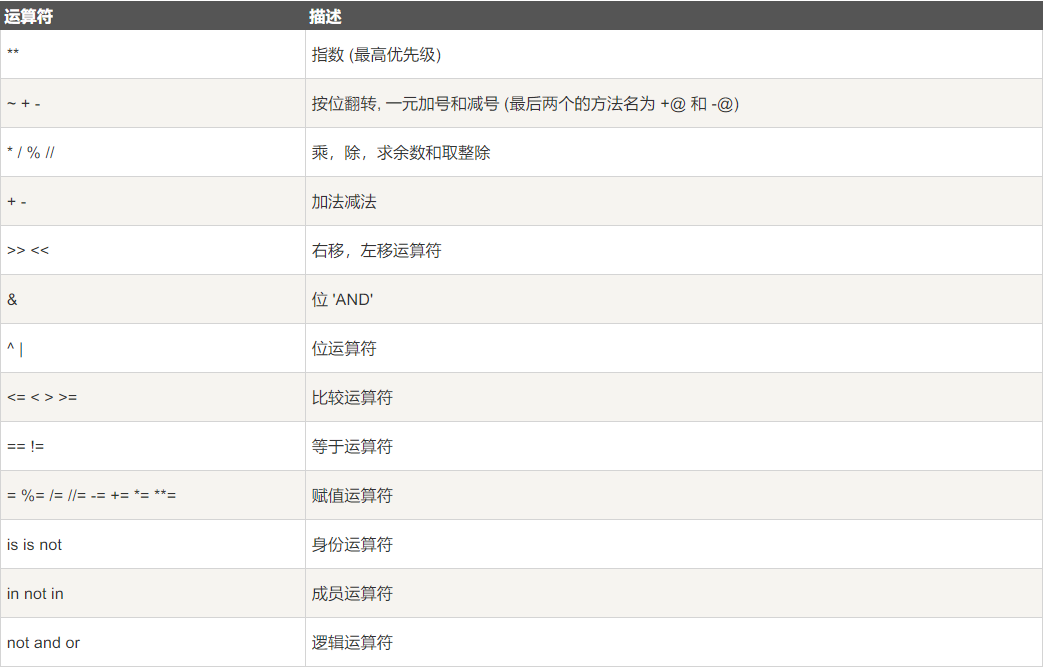 运算符 描述
** 指数 (最高优先级)
~ + - 按位翻转, 一元加号和减号 (最后两个的方法名为 +@ 和 -@)
* / % // 乘，除，求余数和取整除
+ - 加法减法
>> << 右移，左移运算符
& 位 'AND'
^ | 位运算符
<= < > >= 比较运算符
== != 等于运算符
= %= /= //= -= += *= **= 赋值运算符
is is not 身份运算符
in not in 成员运算符
not and or 逻辑运算符